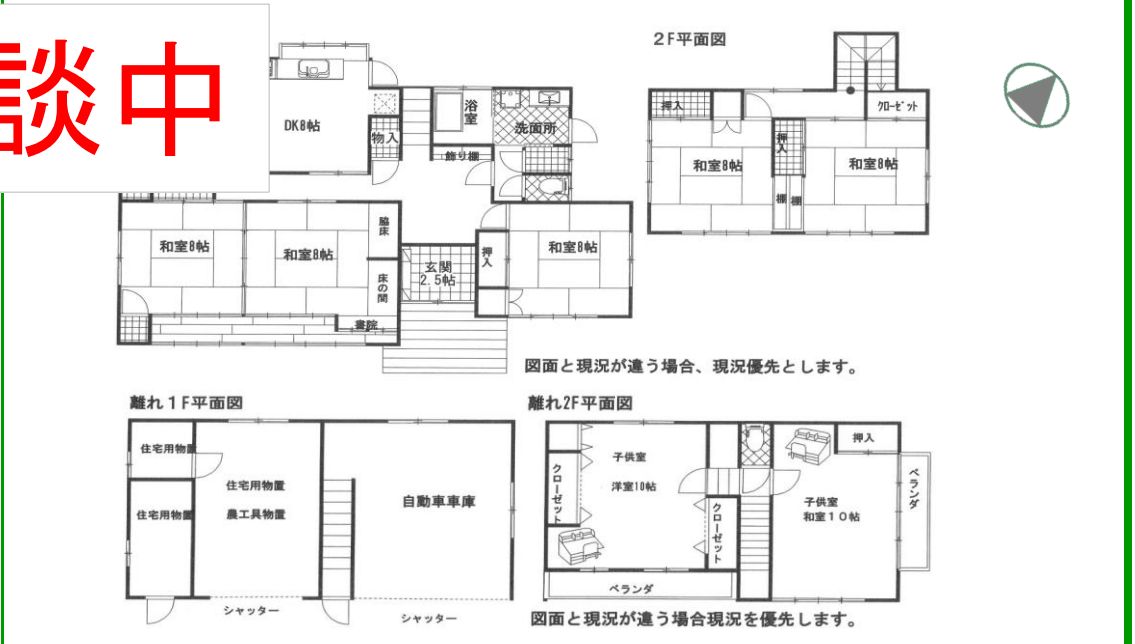 談中
2F平面図
DK8帖
物入
浴室
洗面所
飾り棚
押入
クローゼット
和室8帖
押入
棚
棚
和室8帖
和室8帖
和室8帖
脇床
床の間
書院
玄関
2.5帖
押入
和室8帖
図面と現況が違う場合、現況優先とします。
離れ1F平面図
住宅用物置
住宅用物置
住宅用物置
農工具物置
自動車車庫
シャッター
シャッター
離れ2F平面図
クローゼット
子供室
洋室10帖
クローゼット
押入
子供室
和室10帖
ベランダ
ベランダ
図面と現況が違う場合現況を優先します。